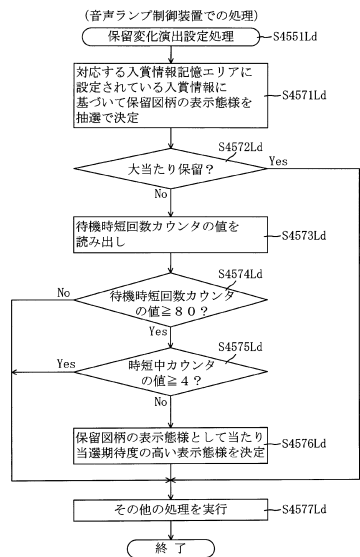 (音声ランプ制御装置での処理)
保留変化演出設定処理
S4551Ld
対応する入賞情報記憶エリアに
設定されている入賞情報に
基づいて保留図柄の表示態様を
抽選で決定
S4571Ld
S4572Ld
大当たり保留?
Yes
No
待機時短回数カウンタの値を
読み出し
S4573Ld
S4574Ld
No
待機時短回数カウンタ
の値≧80?
Yes
S4575Ld
Yes
時短中カウンタ
の値≧4?
No
保留図柄の表示態様として当たり
当選期待度の高い表示態様を決定
S4576Ld
その他の処理を実行
S4577Ld
終了